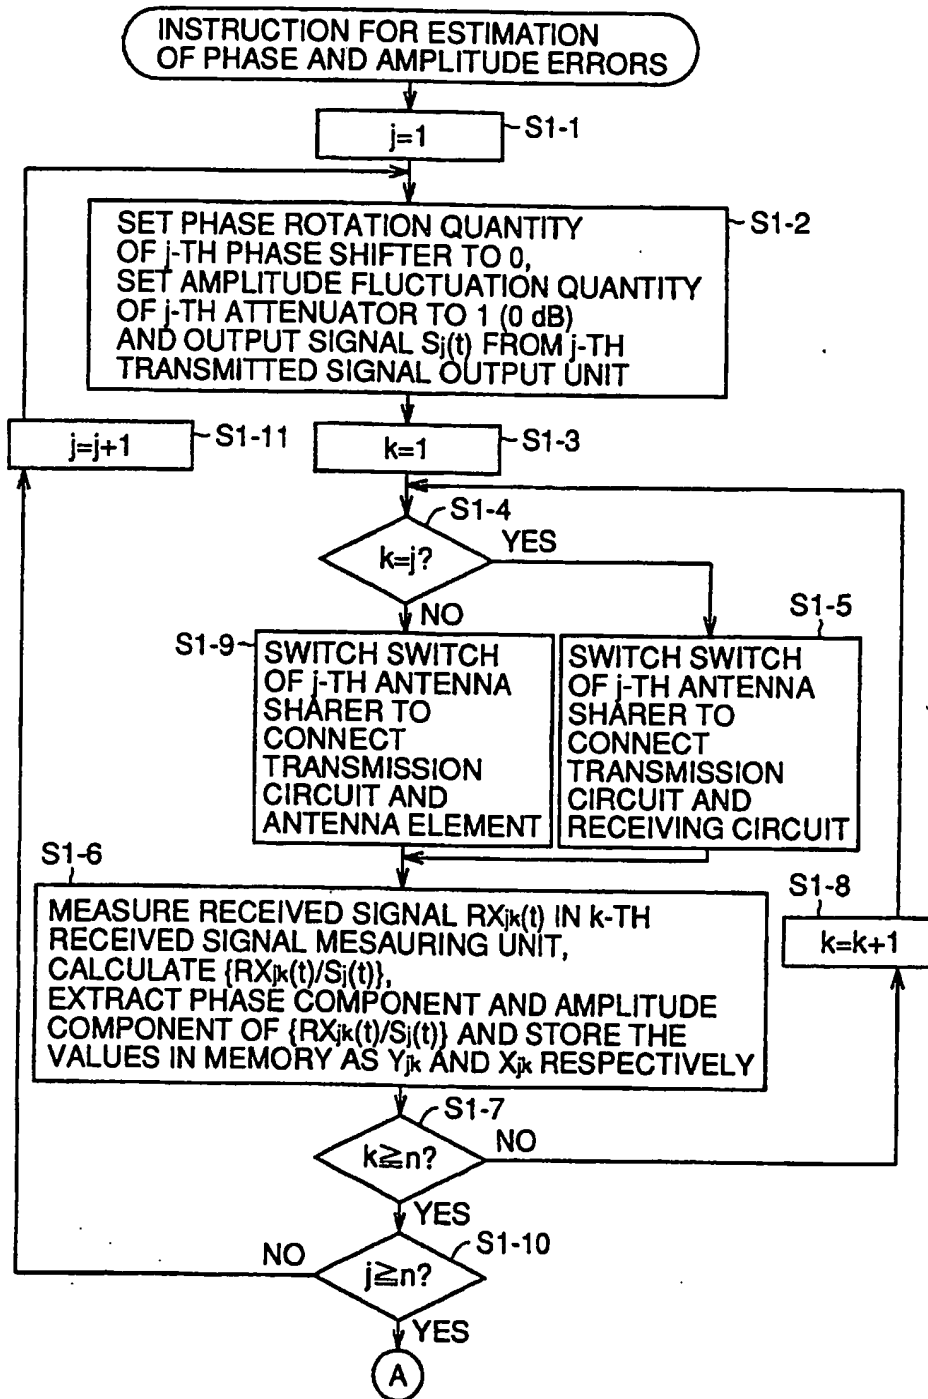 INSTRUCTION FOR ESTIMATION
OF PHASE AND AMPLITUDE ERRORS
j=1
S1-1
SET PHASE ROTATION QUANTITY
OF j-TH PHASE SHIFTER TO 0,
SET AMPLITUDE FLUCTUATION QUANTITY
OF j-TH ATTENUATOR TO 1 (0 dB)
AND OUTPUT SIGNAL Sj(t) FROM j-TH
TRANSMITTED SIGNAL OUTPUT UNIT
S1-2
j=j+1
S1-11
k=1
S1-3
S1-4
k=j?
YES
NO
S1-9
SWITCH SWITCH
OF j-TH ANTENNA
SHARER TO
CONNECT
TRANSMISSION
CIRCUIT AND
ANTENNA ELEMENT
S1-5
SWITCH SWITCH
OF j-TH ANTENNA
SHARER TO
CONNECT
TRANSMISSION
CIRCUIT AND
RECEIVING CIRCUIT
S1-6
MEASURE RECEIVED SIGNAL RXjk(t) IN k-TH
RECEIVED SIGNAL MESAURING UNIT,
CALCULATE {RXjk(t)/Sj(t)},
EXTRACT PHASE COMPONENT AND AMPLITUDE
COMPONENT OF {RXjk(t)/Sj(t)} AND STORE THE
VALUES IN MEMORY AS Yjk AND Xjk RESPECTIVELY
S1-8
k=k+1
S1-7
k≧n?
NO
YES
S1-10
j≧n?
NO
YES
A